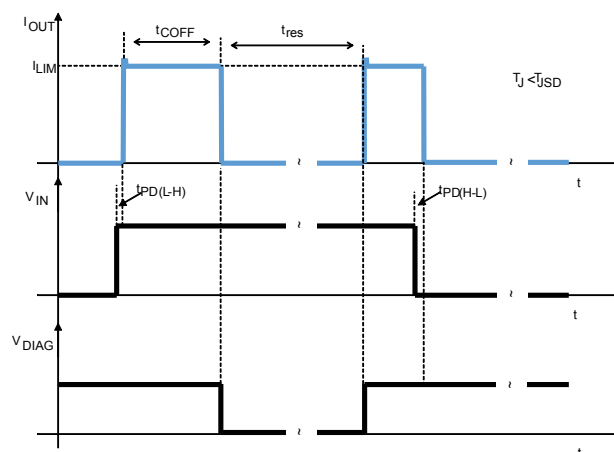 IOUT
tCOFF
tres
ILIM
TJ <TJSD
~
~
t
tPD(L-H)
tPD(H-L)
VIN
~
~
t
VDIAG
~
~
t